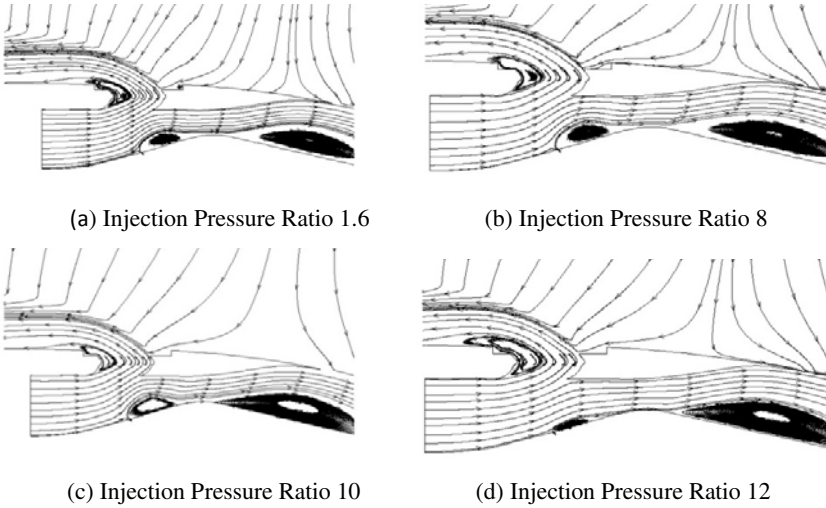 (a) Injection Pressure Ratio 1.6
(b) Injection Pressure Ratio 8
(c) Injection Pressure Ratio 10
(d) Injection Pressure Ratio 12